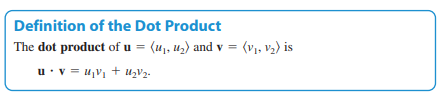 Definition of the Dot Product
The dot product of u = ⟨u₁, u₂⟩ and v = ⟨v₁, v₂⟩ is
u · v = u₁v₁ + u₂v₂.